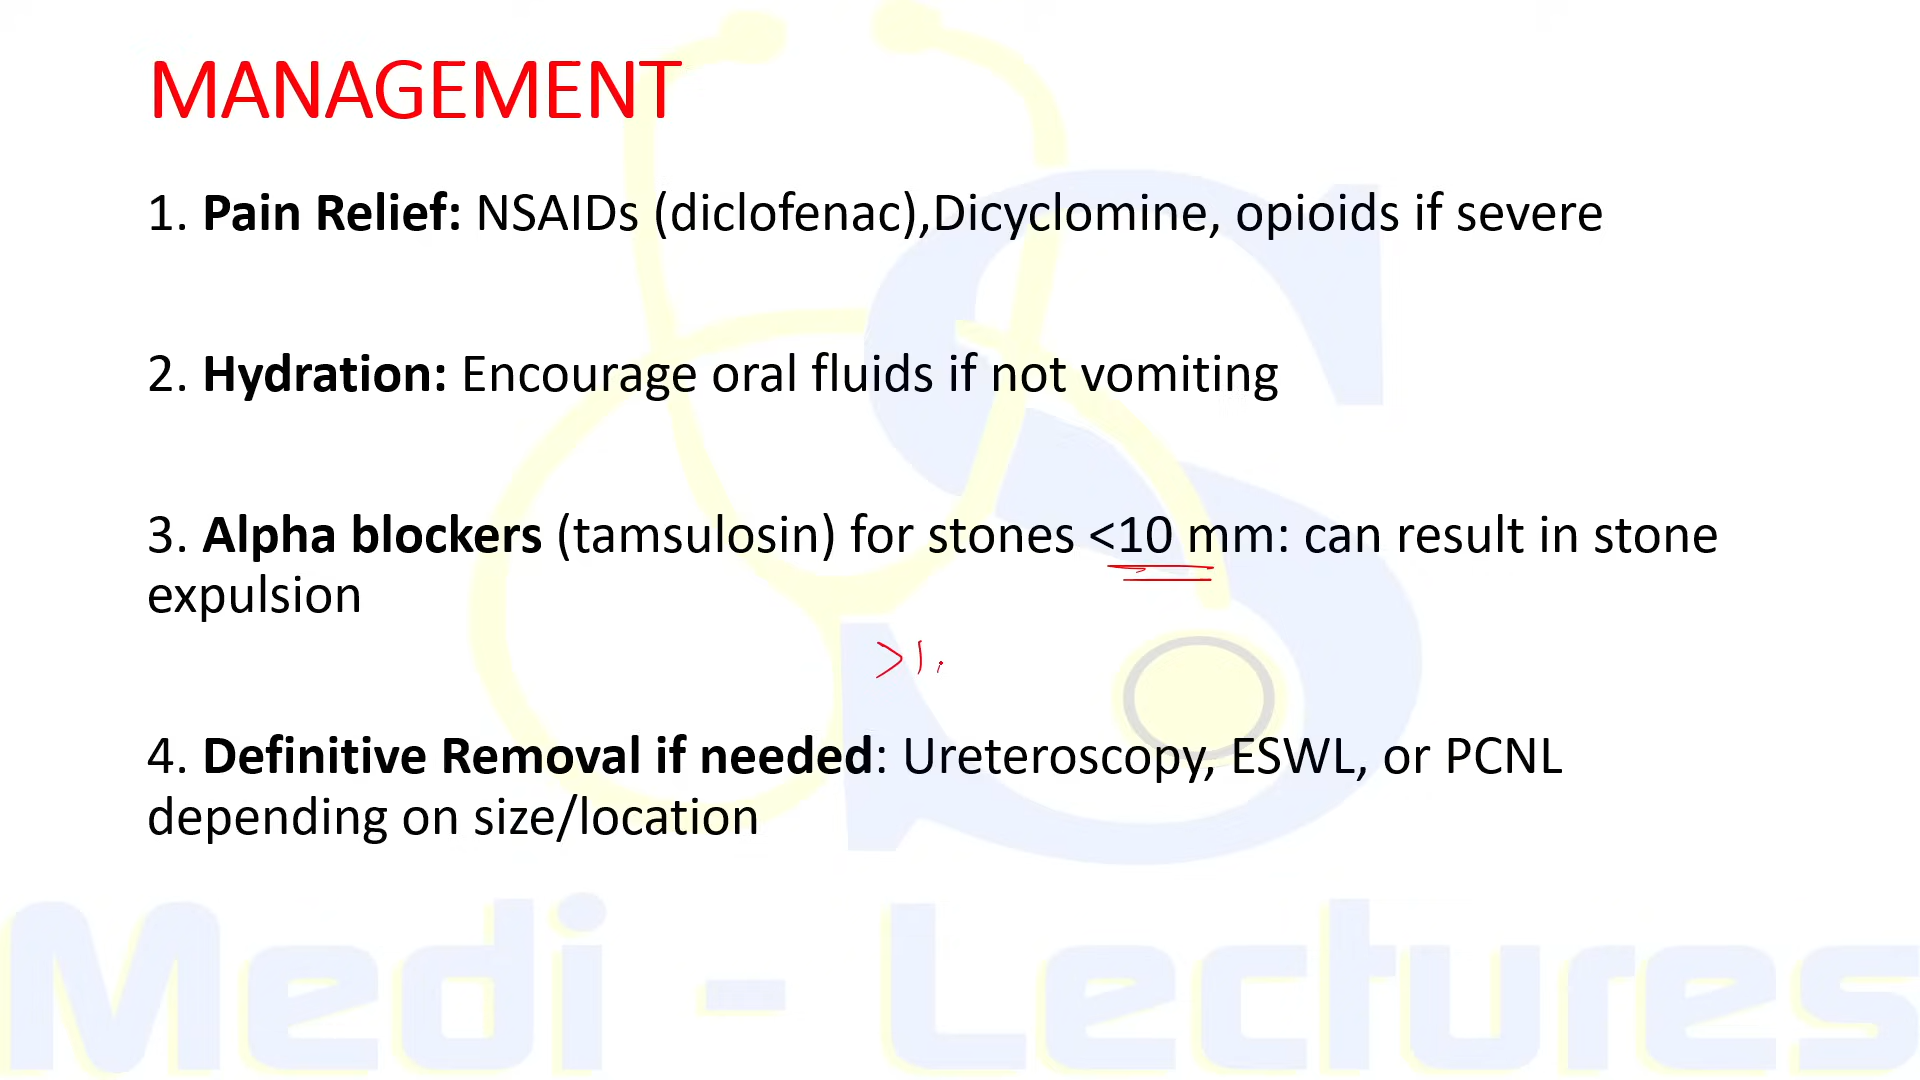 MANAGEMENT
1. Pain Relief: NSAIDs (diclofenac),Dicyclomine, opioids if severe
2. Hydration: Encourage oral fluids if not vomiting
3. Alpha blockers (tamsulosin) for stones <10 mm: can result in stone
expulsion
>1
4. Definitive Removal if needed: Ureteroscopy, ESWL, or PCNL
depending on size/location
Medi - Lectures